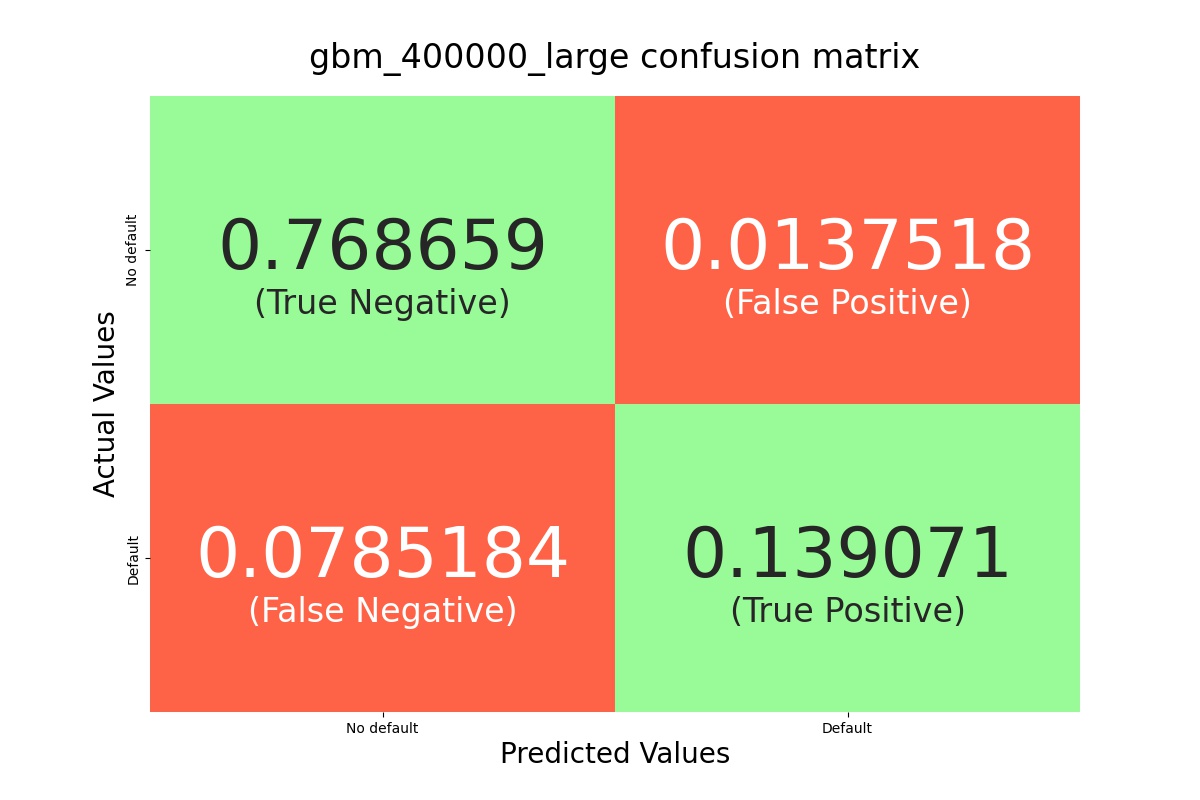 gbm_400000_large confusion matrix
No default
0.768659
(True Negative)
0.0137518
(False Positive)
Actual Values
Default
0.0785184
(False Negative)
0.139071
(True Positive)
No default
Default
Predicted Values